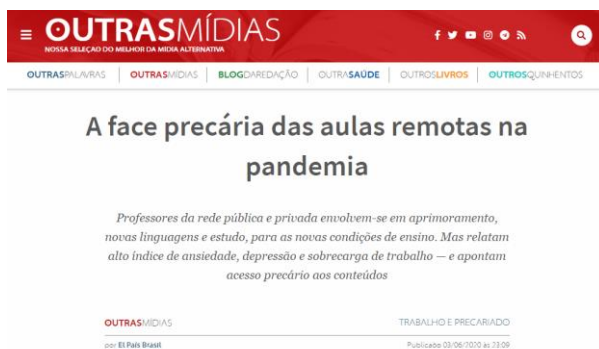 OUTRASMÍDIAS
NOSSA SELEÇÃO DO MELHOR DA MÍDIA ALTERNATIVA
OUTRASPALAVRAS OUTRASMÍDIAS BLOGDAREDAÇÃO OUTRASAÚDE OUTROSLIVROS OUTROSQUINHENTOS
A face precária das aulas remotas na
pandemia
Professores da rede pública e privada envolvem-se em aprimoramento,
novas linguagens e estudo, para as novas condições de ensino. Mas relatam
alto índice de ansiedade, depressão e sobrecarga de trabalho — e apontam
acesso precário aos conteúdos
OUTRASMÍDIAS TRABALHO E PRECARIADO
por El País Brasil Publicado 03/06/2020 às 23:09